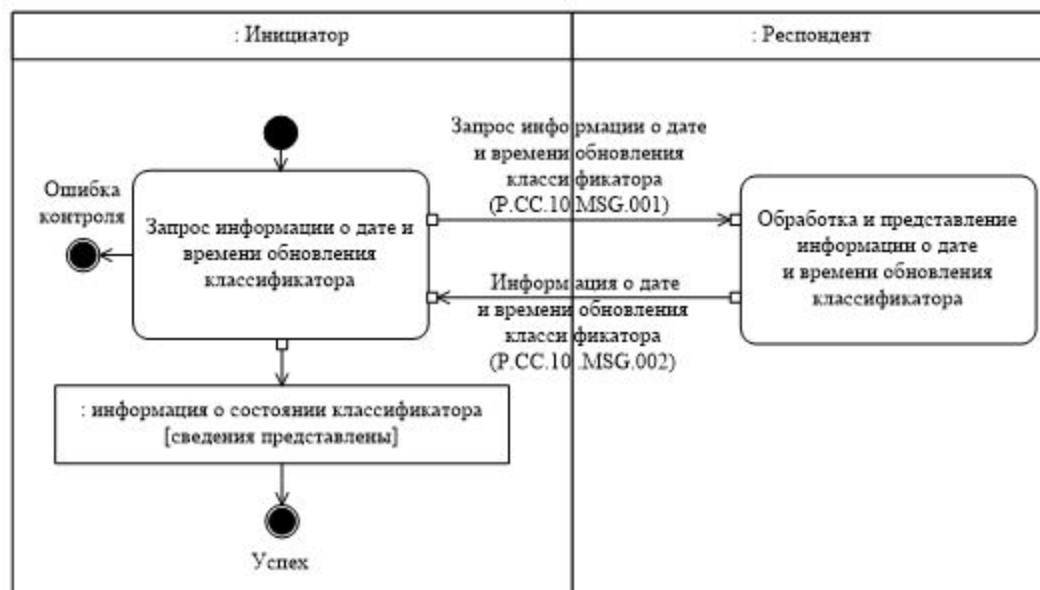 : Инициатор
: Респондент
Запрос информации о дате
и времени обновления
классификатора
(P.CC.10.MSG.001)
Ошибка
контроля
Запрос информации о дате и
времени обновления
классификатора
Обработка и представление
информации о дате
и времени обновления
классификатора
Информация о дате
и времени обновления
классификатора
(P.CC.10.MSG.002)
: информация о состоянии классификатора
[сведения представлены]
Успех